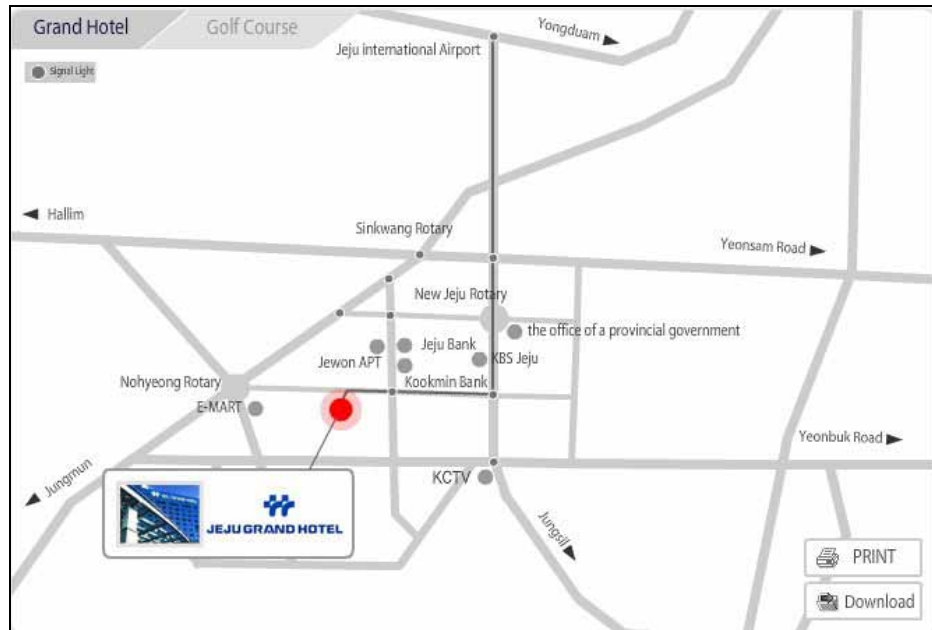 Grand Hotel
Golf Course
Yongduam
Jeju international Airport
Signal Light
Hallim
Sinkwang Rotary
Yeonsam Road
New Jeju Rotary
the office of a provincial government
Jeju Bank
KBS Jeju
Jewon APT
Kookmin Bank
Nohyeong Rotary
E-MART
Yeonbuk Road
Jungmun
KCTV
JEJU GRAND HOTEL
Jungsil
PRINT
Download